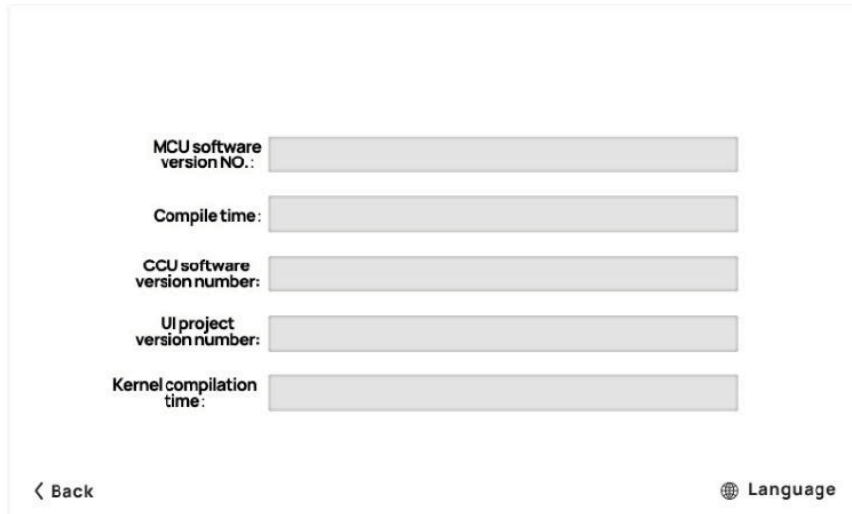 MCU software
version NO.:
Compile time:
CCU software
version number:
UI project
version number:
Kernel compilation
time:
Back
Language